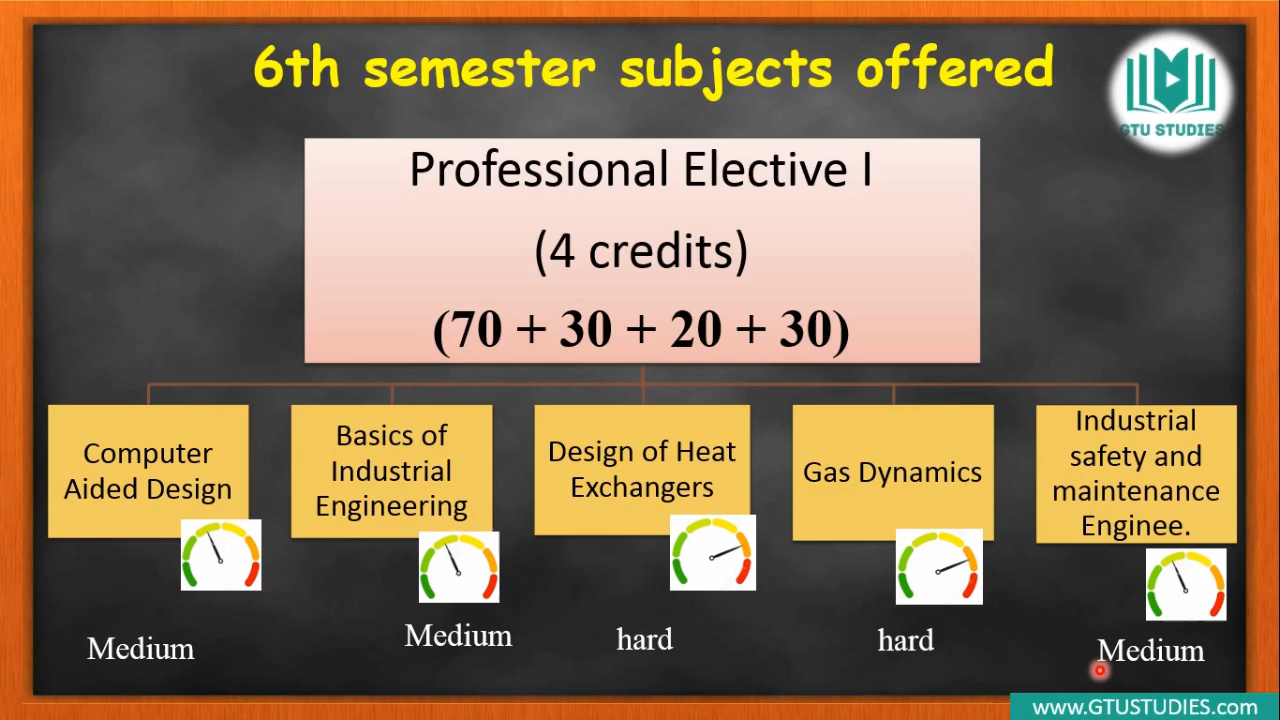 6th semester subjects offered
GTU STUDIES
Professional Elective I
(4 credits)
(70 + 30 + 20 + 30)
Computer
Aided Design
Basics of
Industrial
Engineering
Design of Heat
Exchangers
Gas Dynamics
Industrial
safety and
maintenance
Enginee.
Medium
Medium
hard
hard
Medium
www.GTUSTUDIES.com